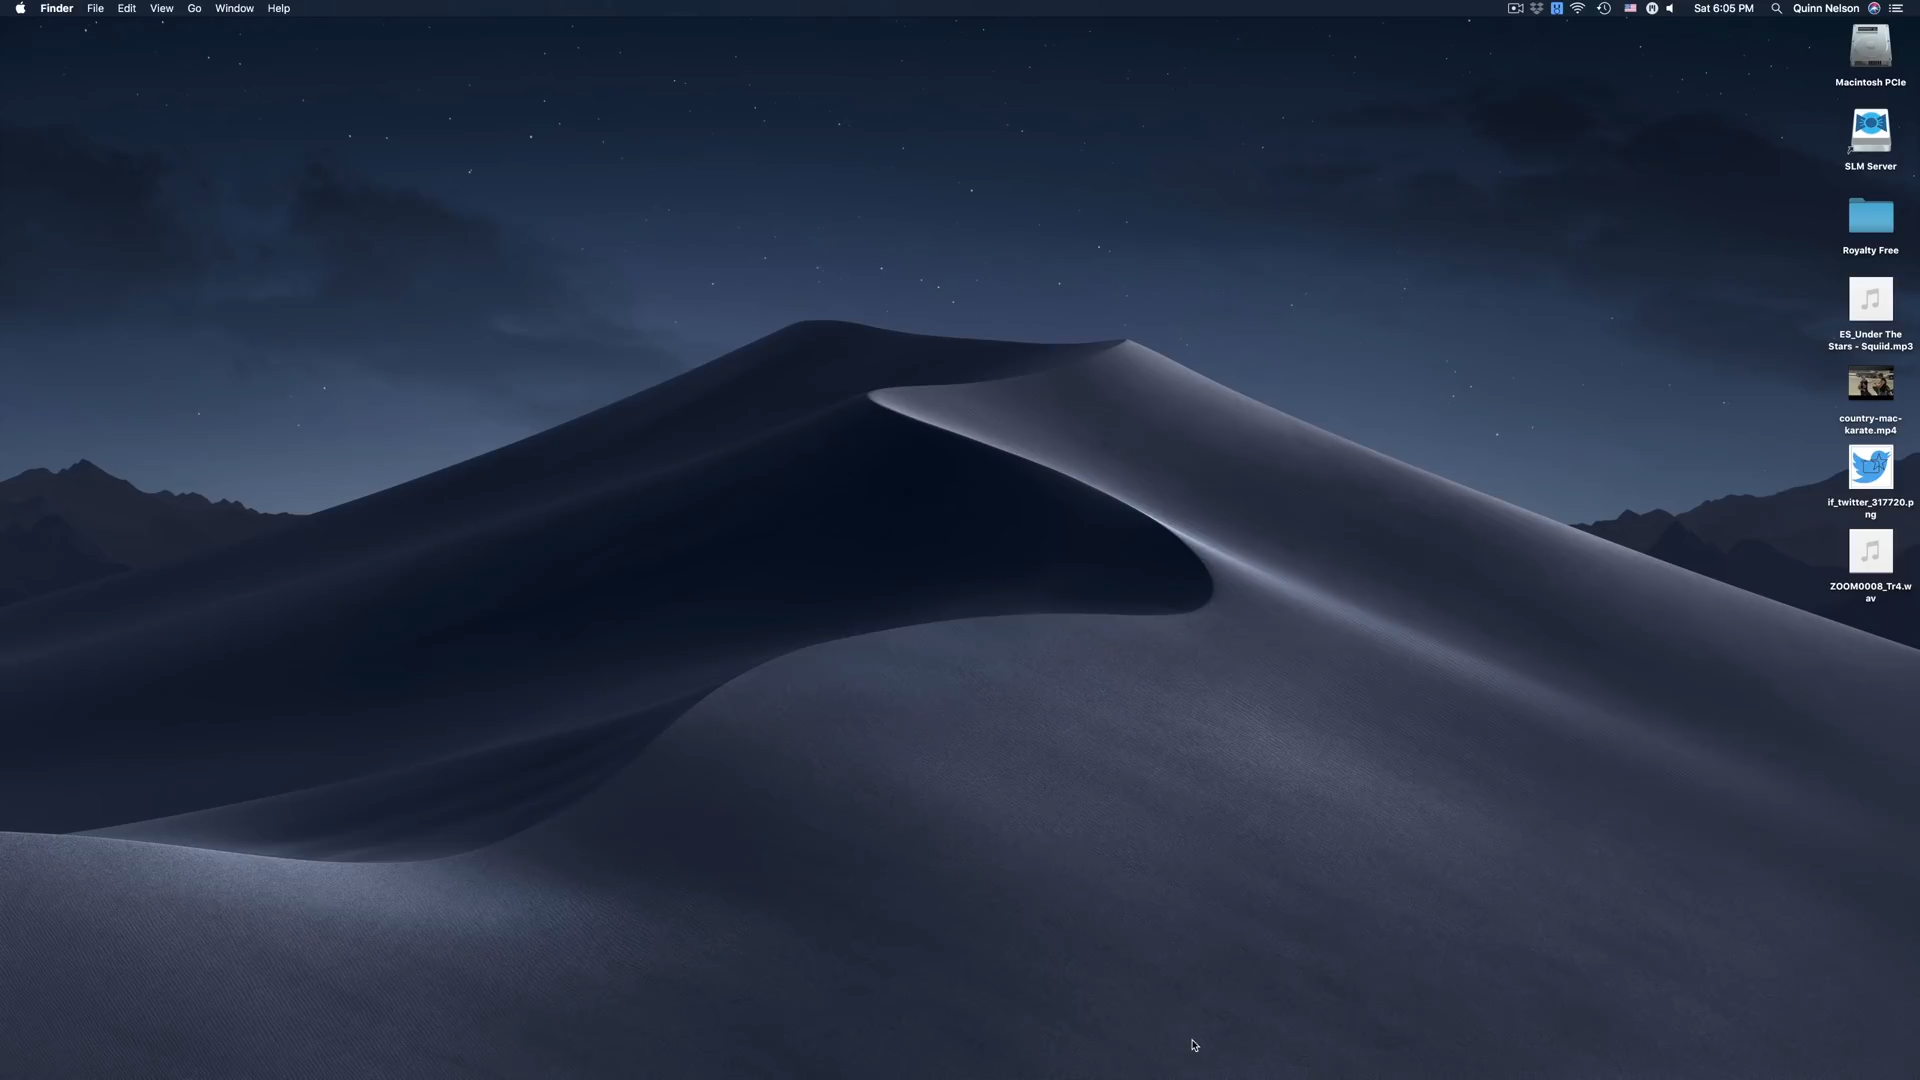 Finder File Edit View Go Window Help
Sat 6:05 PM Quinn Nelson
Macintosh PCIe
SLM Server
Royalty Free
ES_Under The
Stars - Squiid.mp3
country-mac-
karate.mp4
if_twitter_317720.p
ng
ZOOM0008_Tr4.w
av